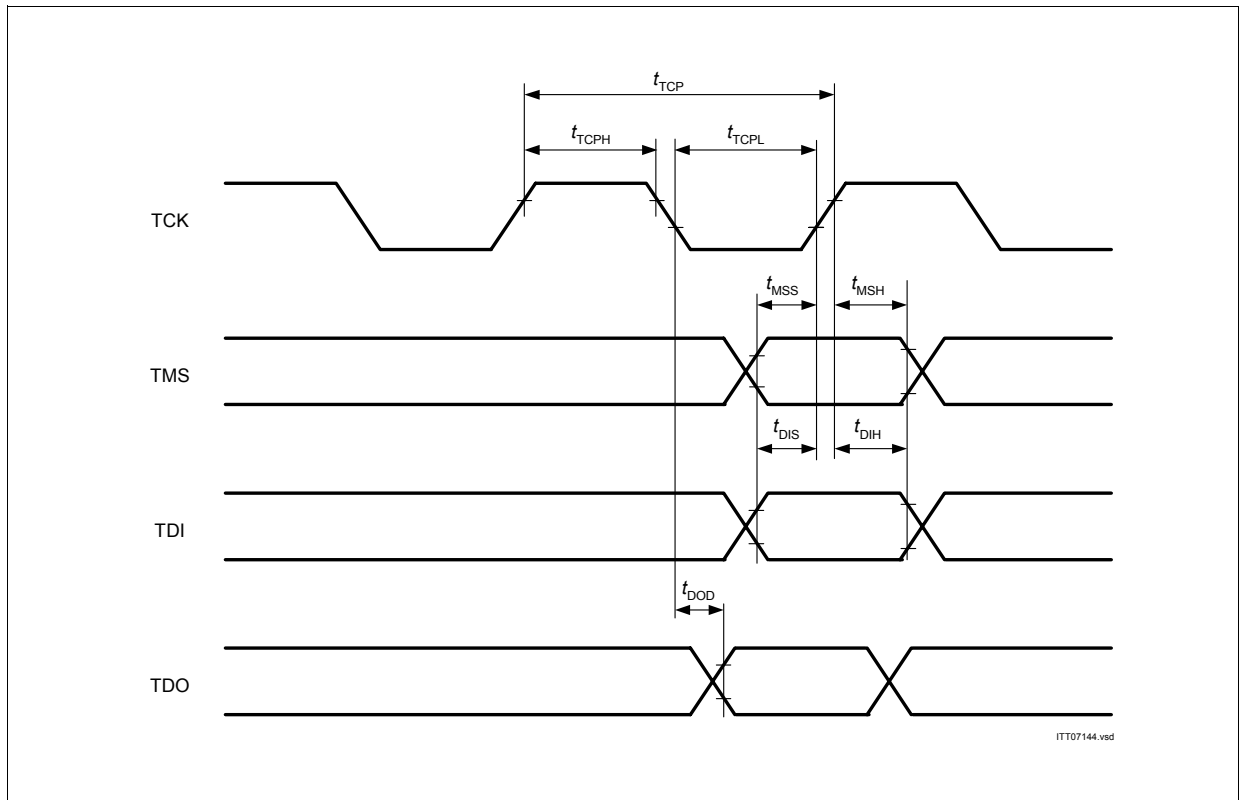 tTCP
tTCPH
tTCPL
TCK
tMSS
tMSH
TMS
tDIS
tDIH
TDI
tDOD
TDO
ITT07144.vsd